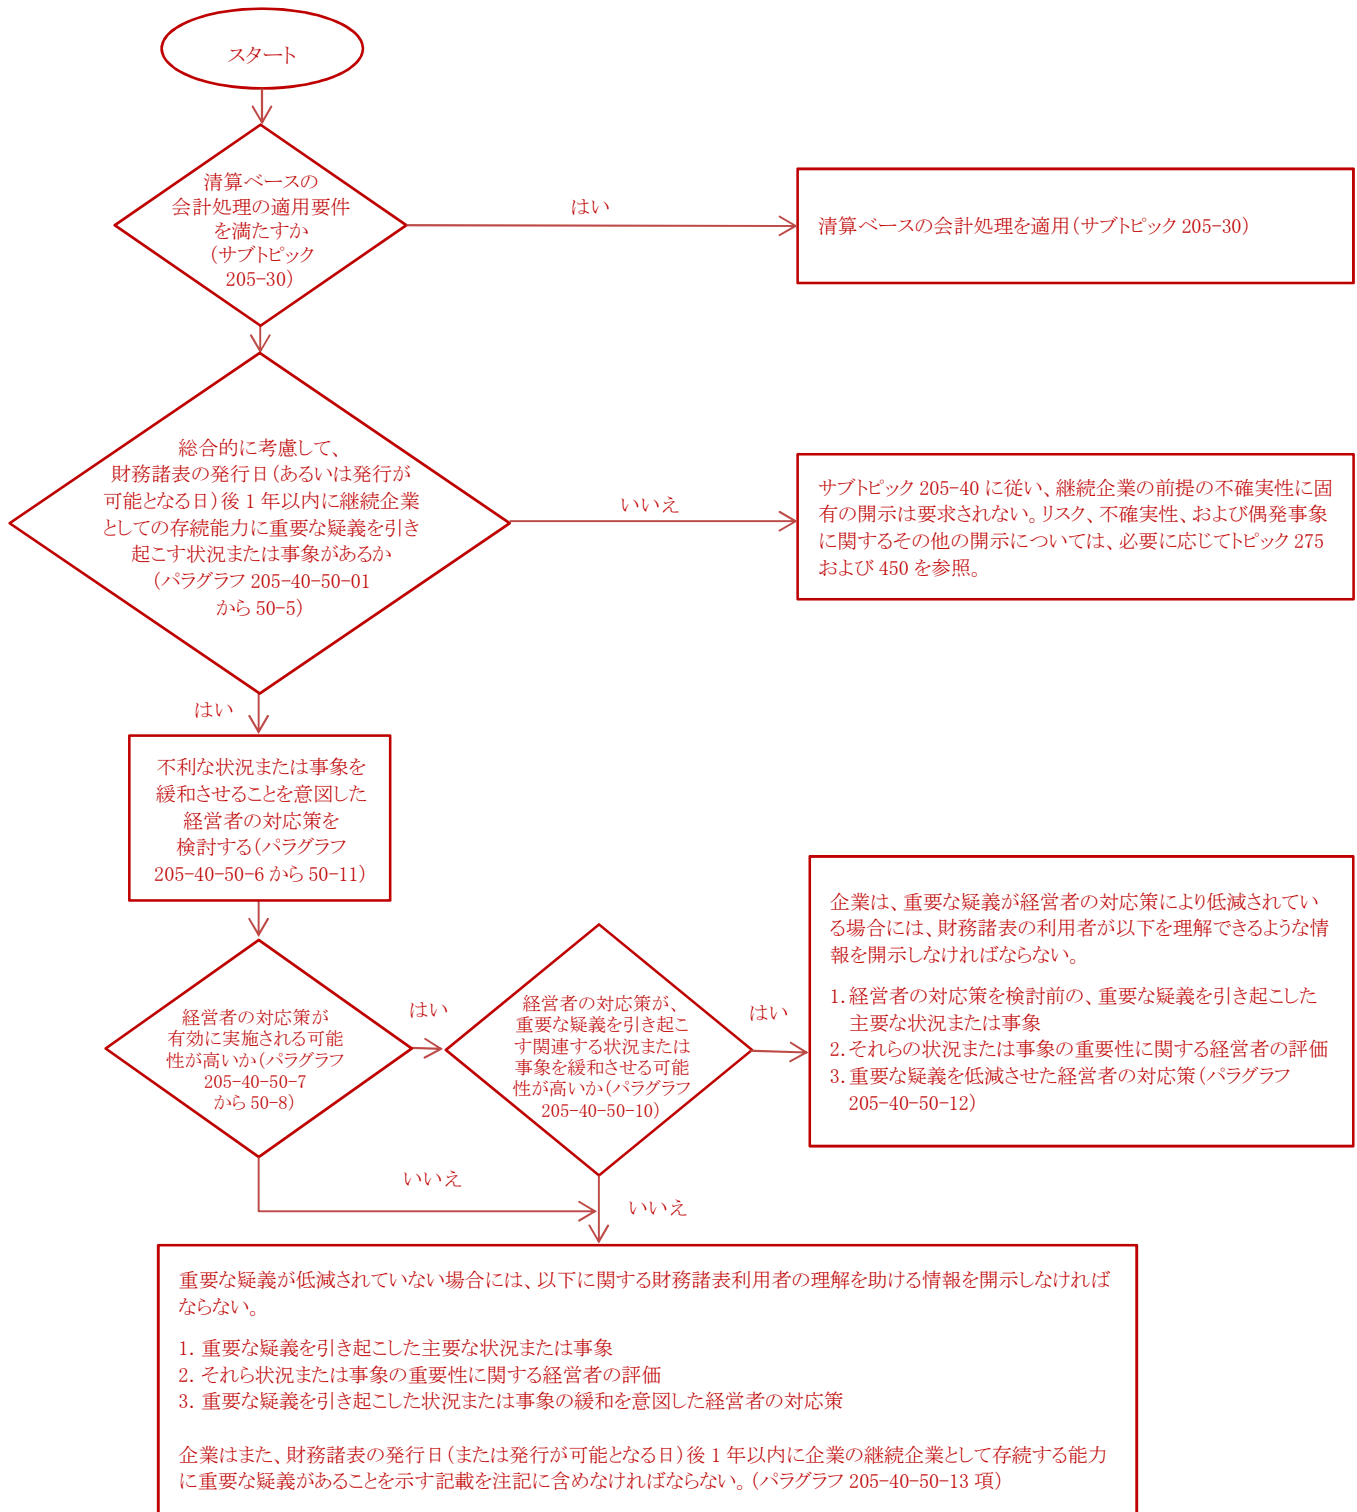 スタート
清算ベースの
会計処理の適用要件
を満たすか
(サブトピック
205-30)
はい
清算ベースの会計処理を適用(サブトピック 205-30)
総合的に考慮して、
財務諸表の発行日(あるいは発行が
可能となる日)後 1 年以内に継続企業
としての存続能力に重要な疑義を引き
起こす状況または事象があるか
(パラグラフ 205-40-50-01
から 50-5)
いいえ
サブトピック 205-40 に従い、継続企業の前提の不確実性に固
有の開示は要求されない。リスク、不確実性、および偶発事象
に関するその他の開示については、必要に応じてトピック 275
および 450 を参照。
はい
不利な状況または事象を
緩和させることを意図した
経営者の対応策を
検討する(パラグラフ
205-40-50-6 から 50-11)
経営者の対応策が
有効に実施される可能
性が高いか(パラグラフ
205-40-50-7
から 50-8)
はい
経営者の対応策が、
重要な疑義を引き起こ
す関連する状況または
事象を緩和させる可能
性が高いか(パラグラフ
205-40-50-10)
はい
企業は、重要な疑義が経営者の対応策により低減されてい
る場合には、財務諸表の利用者が以下を理解できるような情
報を開示しなければならない。
1. 経営者の対応策を検討前の、重要な疑義を引き起こした
主要な状況または事象
2. それらの状況または事象の重要性に関する経営者の評価
3. 重要な疑義を低減させた経営者の対応策(パラグラフ
205-40-50-12)
いいえ
いいえ
重要な疑義が低減されていない場合には、以下に関する財務諸表利用者の理解を助ける情報を開示しなければ
ならない。
1. 重要な疑義を引き起こした主要な状況または事象
2. それら状況または事象の重要性に関する経営者の評価
3. 重要な疑義を引き起こした状況または事象の緩和を意図した経営者の対応策
企業はまた、財務諸表の発行日(または発行が可能となる日)後 1 年以内に企業の継続企業として存続する能力
に重要な疑義があることを示す記載を注記に含めなければならない。(パラグラフ 205-40-50-13 項)